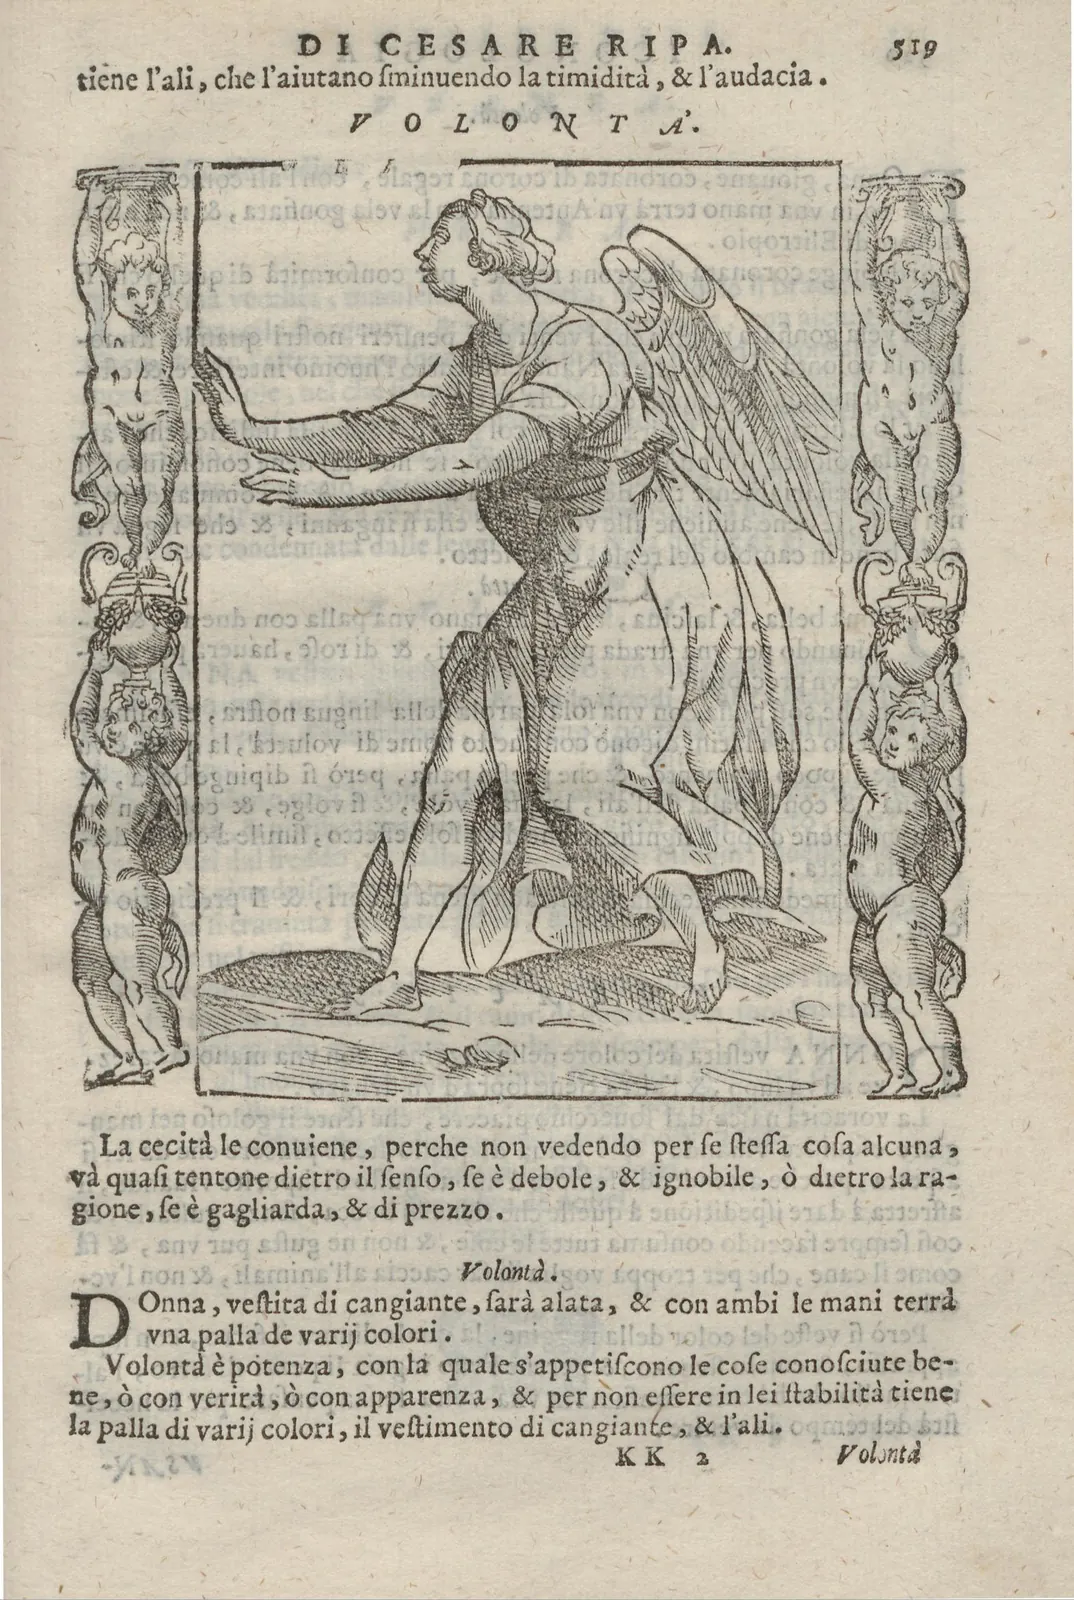 DI CESARE RIPA. 519
tiene l'ali, che l'aiutano ſminuendo la timidità, & l'audacia.
VOLONTA'.
La cecità le conuiene, perche non vedendo per ſe ſteſſa coſa alcuna,
và quaſi tentone dietro il ſenſo, ſe è debole, & ignobile, ò dietro la ra-
gione, ſe è gagliarda, & di prezzo.
Volontà.
DOnna, veſtita di cangiante, ſarà alata, & con ambi le mani terrà
vna palla de varij colori.
Volontà è potenza, con la quale s'appetiſcono le coſe conoſciute be-
ne, ò con verità, ò con apparenza, & per non eſſere in lei ſtabilità tiene
la palla di varij colori, il veſtimento di cangiante, & l'ali.
KK 2 Volontà